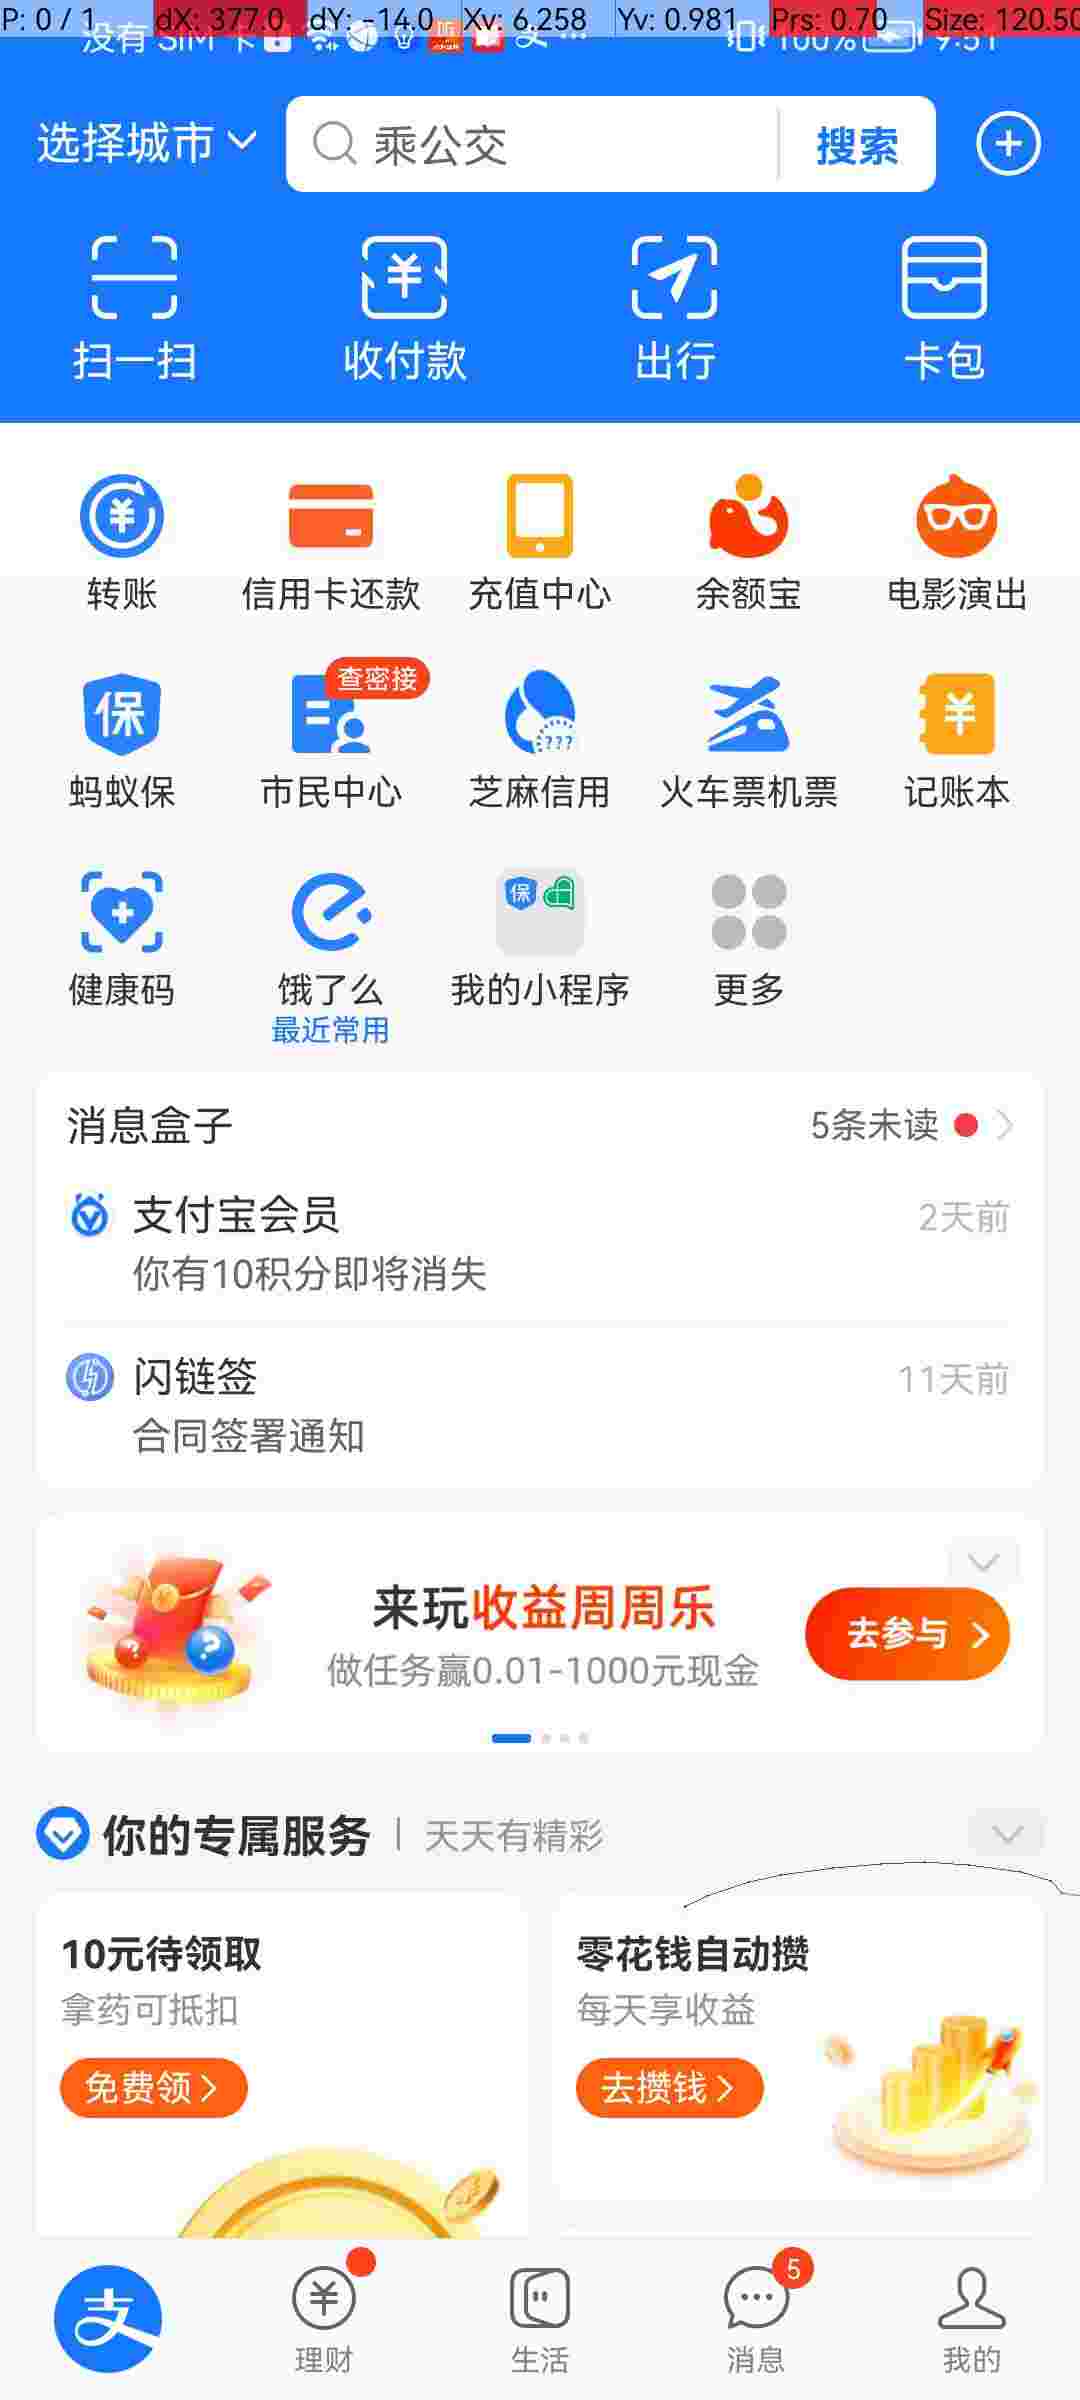 P: 0 / 1 dX: 377.0 dY: -14.0 Xv: 6.258 Yv: 0.981 Prs: 0.70 Size: 120.50
没有 SIM 卡 100% 9:51
选择城市 乘公交 搜索
扫一扫 收付款 出行 卡包
转账 信用卡还款 充值中心 余额宝 电影演出
查密接
保 ???
蚂蚁保 市民中心 芝麻信用 火车票机票 记账本
保
健康码 饿了么 我的小程序 更多
最近常用
消息盒子 5条未读
支付宝会员 2天前
你有10积分即将消失
闪链签 11天前
合同签署通知
来玩收益周周乐
去参与
做任务赢0.01-1000元现金
你的专属服务 | 天天有精彩
10元待领取 零花钱自动攒
拿药可抵扣 每天享收益
免费领 去攒钱
支 5
理财 生活 消息 我的